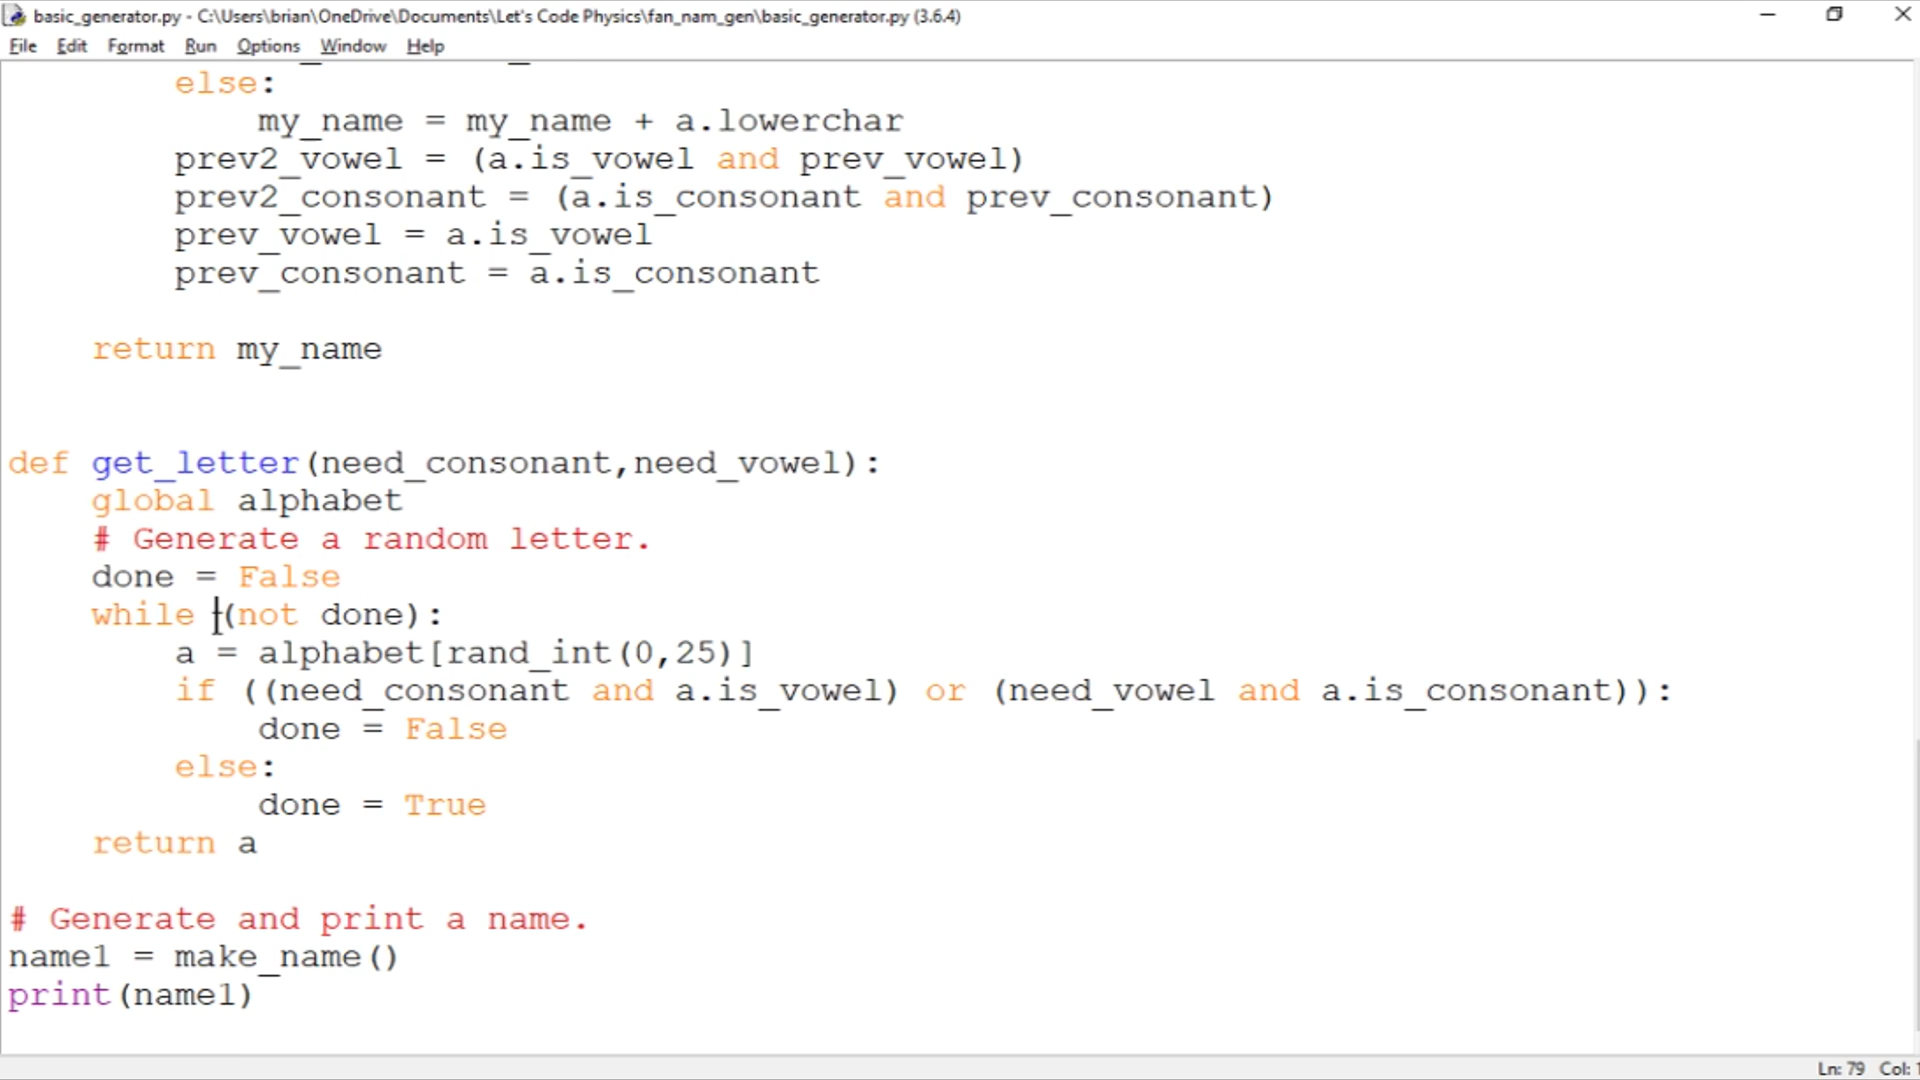 basic_generator.py - C:\Users\brian\OneDrive\Documents\Let's Code Physics\fan_nam_gen\basic_generator.py (3.6.4)
File Edit Format Run Options Window Help
        else:
            my_name = my_name + a.lowerchar
        prev2_vowel = (a.is_vowel and prev_vowel)
        prev2_consonant = (a.is_consonant and prev_consonant)
        prev_vowel = a.is_vowel
        prev_consonant = a.is_consonant
    return my_name
def get_letter(need_consonant,need_vowel):
    global alphabet
    # Generate a random letter.
    done = False
    while (not done):
        a = alphabet[rand_int(0,25)]
        if ((need_consonant and a.is_vowel) or (need_vowel and a.is_consonant)):
            done = False
        else:
            done = True
    return a
# Generate and print a name.
name1 = make_name()
print(name1)
Ln: 79 Col: